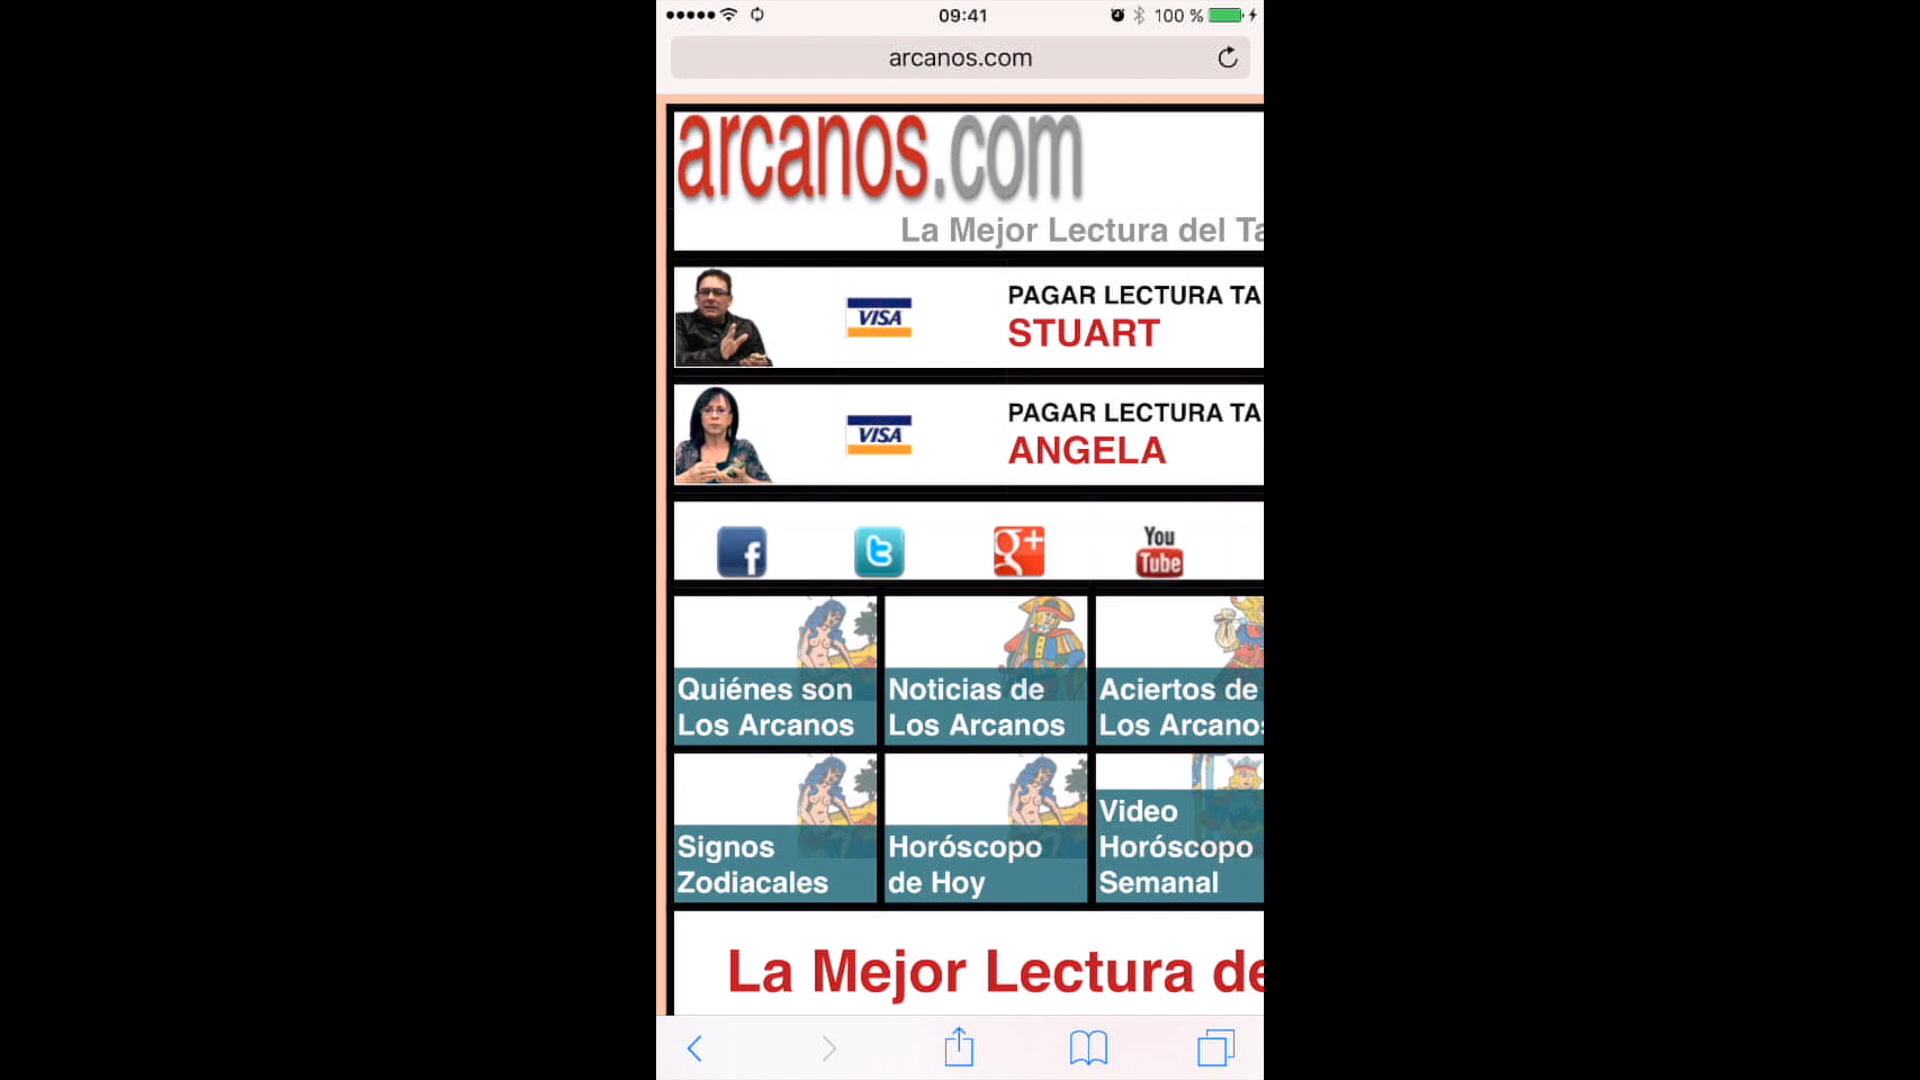 09:41
100 %
arcanos.com
arcanos.com
La Mejor Lectura del Ta
VISA
PAGAR LECTURA TA
STUART
VISA
PAGAR LECTURA TA
ANGELA
f
t
g+
You
Tube
Quiénes son
Los Arcanos
Noticias de
Los Arcanos
Aciertos de
Los Arcanos
Signos
Zodiacales
Horóscopo
de Hoy
Video
Horóscopo
Semanal
La Mejor Lectura de